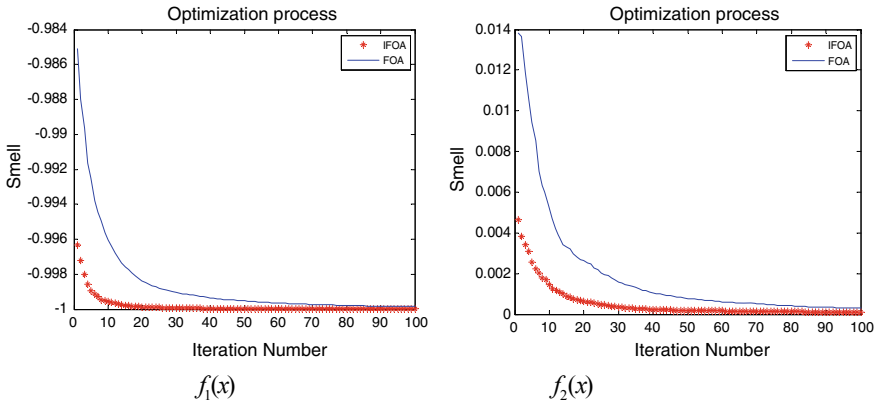 Optimization process
-0.984
-0.986
-0.988
-0.99
-0.992
-0.994
-0.996
-0.998
-1
Smell
IFOA
FOA
0 10 20 30 40 50 60 70 80 90 100
Iteration Number
f₁(x)
Optimization process
0.014
0.012
0.01
0.008
0.006
0.004
0.002
0
Smell
IFOA
FOA
0 10 20 30 40 50 60 70 80 90 100
Iteration Number
f₂(x)